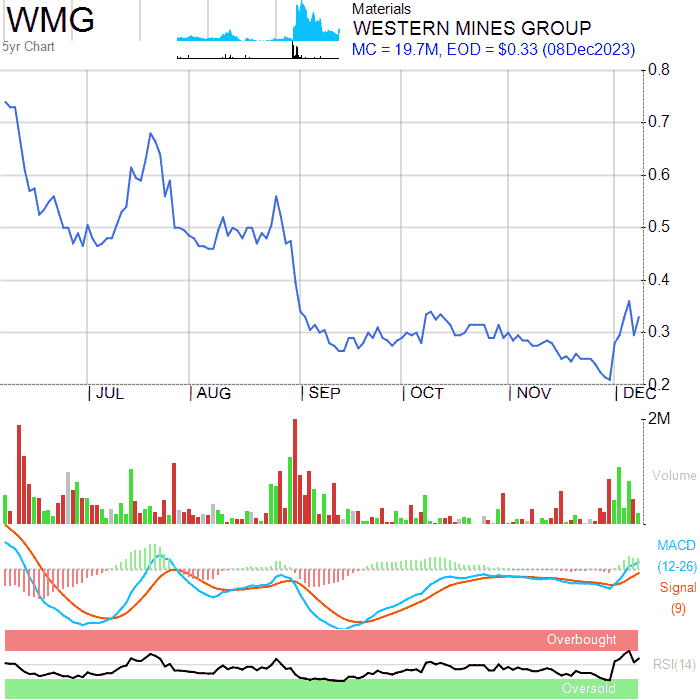 WMG
5yr Chart
Materials
WESTERN MINES GROUP
MC = 19.7M, EOD = $0.33 (08Dec2023)
0.8
0.7
0.6
0.5
0.4
0.3
0.2
JUL AUG SEP OCT NOV DEC
2M
Volume
MACD
(12-26)
Signal
(9)
Overbought
RSI(14)
Oversold